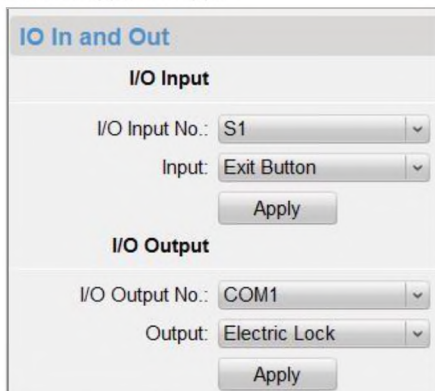 IO In and Out
I/O Input
I/O Input No.: S1
Input: Exit Button
Apply
I/O Output
I/O Output No.: COM1
Output: Electric Lock
Apply